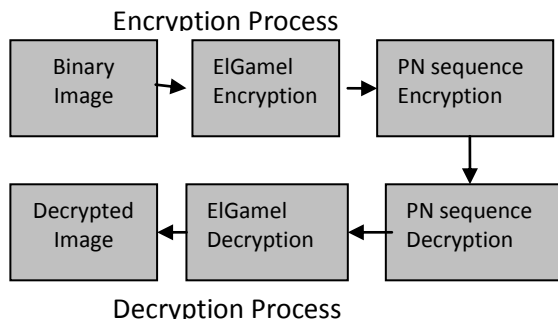 Encryption Process
Binary
Image
ElGamel
Encryption
PN sequence
Encryption
Decrypted
Image
ElGamel
Decryption
PN sequence
Decryption
Decryption Process